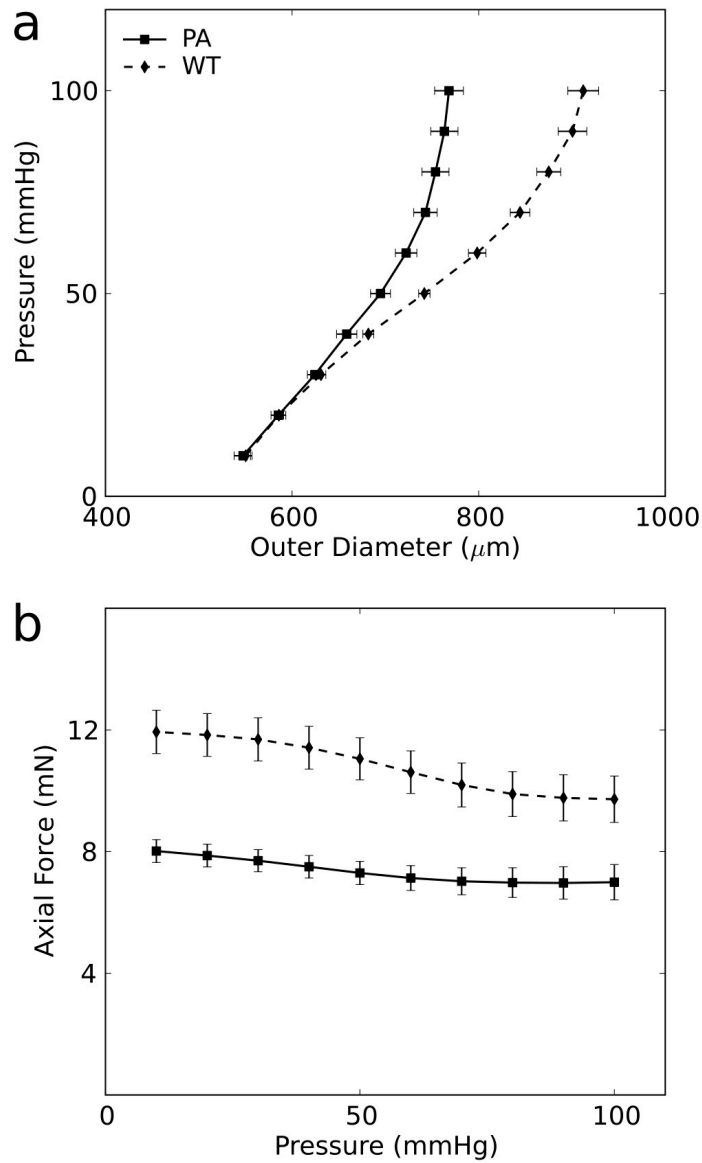 a
PA
WT
100
50
0
Pressure (mmHg)
400 600 800 1000
Outer Diameter (μm)
b
12
8
4
Axial Force (mN)
0 50 100
Pressure (mmHg)